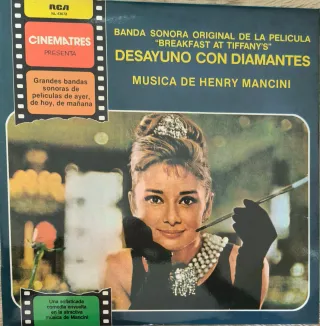 RCA
CINEMATRES
PRESENTA
Grandes bandas
sonoras de
películas de ayer,
de hoy, de mañana
BANDA SONORA ORIGINAL DE LA PELICULA
"BREAKFAST AT TIFFANY'S"
DESAYUNO CON DIAMANTES
MUSICA DE HENRY MANCINI
Una sofisticada
comedia envuelta
en la atractiva
música de Mancini